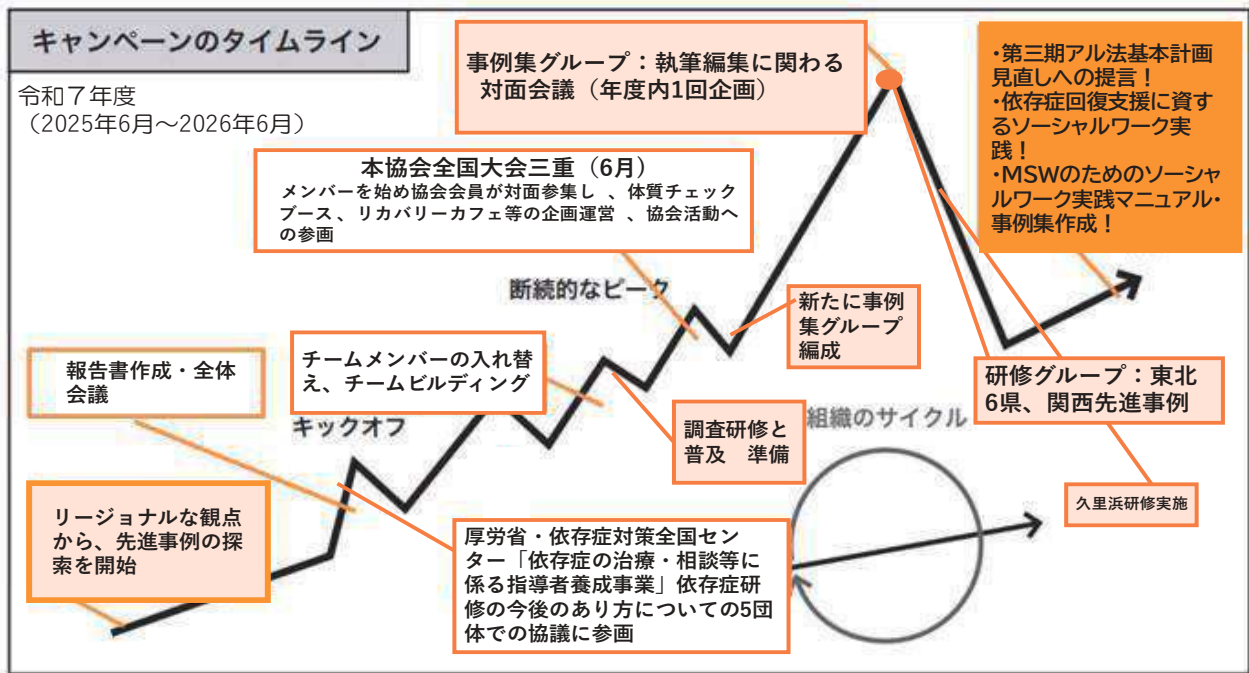 キャンペーンのタイムライン
令和７年度
（2025年6月～2026年6月）
事例集グループ：執筆編集に関わる
対面会議（年度内1回企画）
・第三期アル法基本計画
見直しへの提言！
・依存症回復支援に資す
るソーシャルワーク実
践！
・MSWのためのソーシャ
ルワーク実践マニュアル・
事例集作成！
本協会全国大会三重（6月）
メンバーを始め協会会員が対面参集し 、体質チェック
ブース 、リカバリーカフェ等の企画運営 、協会活動へ
の参画
断続的なピーク
新たに事例
集グループ
編成
報告書作成・全体
会議
チームメンバーの入れ替
え、チームビルディング
キックオフ
調査研修と
普及　準備
研修グループ：東北
6県、関西先進事例
組織のサイクル
久里浜研修実施
リージョナルな観点
から、先進事例の探
索を開始
厚労省・依存症対策全国セン
ター「依存症の治療・相談等に
係る指導者養成事業」依存症研
修の今後のあり方についての5団
体での協議に参画